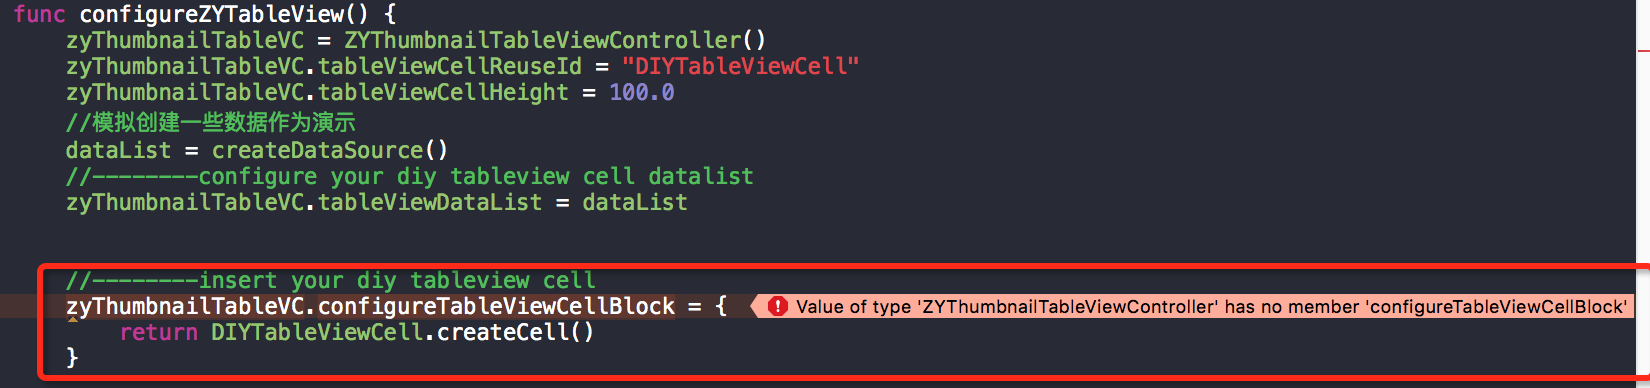 func configureZYTableView() {
zyThumbnailTableVC = ZYThumbnailTableViewController()
zyThumbnailTableVC.tableViewCellReuseId = "DIYTableViewCell"
zyThumbnailTableVC.tableViewCellHeight = 100.0
//模拟创建一些数据作为演示
dataList = createDataSource()
//--------configure your diy tableview cell datalist
zyThumbnailTableVC.tableViewDataList = dataList
//--------insert your diy tableview cell
zyThumbnailTableVC.configureTableViewCellBlock = { Value of type 'ZYThumbnailTableViewController' has no member 'configureTableViewCellBlock'
return DIYTableViewCell.createCell()
}